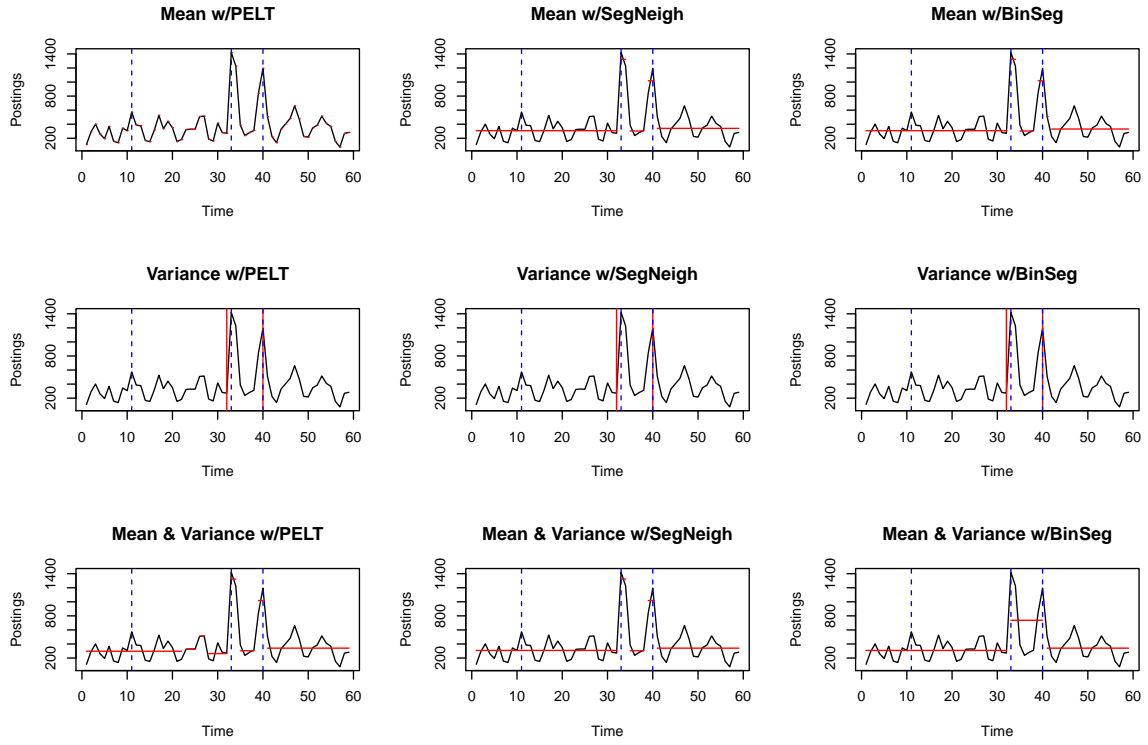 Mean w/PELT
Mean w/SegNeigh
Mean w/BinSeg
Postings
200 800 1400
0 10 20 30 40 50 60
Time
Postings
200 800 1400
0 10 20 30 40 50 60
Time
Postings
200 800 1400
0 10 20 30 40 50 60
Time
Variance w/PELT
Variance w/SegNeigh
Variance w/BinSeg
Postings
200 800 1400
0 10 20 30 40 50 60
Time
Postings
200 800 1400
0 10 20 30 40 50 60
Time
Postings
200 800 1400
0 10 20 30 40 50 60
Time
Mean & Variance w/PELT
Mean & Variance w/SegNeigh
Mean & Variance w/BinSeg
Postings
200 800 1400
0 10 20 30 40 50 60
Time
Postings
200 800 1400
0 10 20 30 40 50 60
Time
Postings
200 800 1400
0 10 20 30 40 50 60
Time